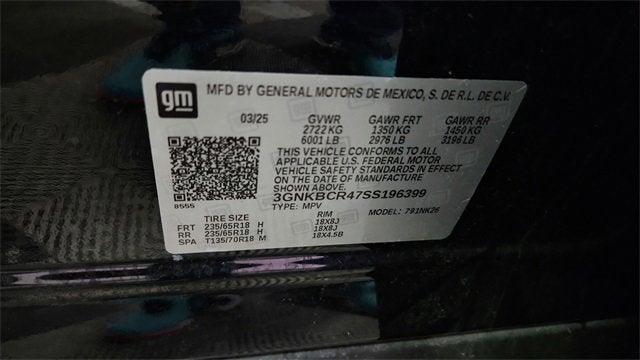 gm
MFD BY GENERAL MOTORS DE MEXICO, S. DE R.L. DE C.V.
03/25 GVWR GAWR FRT GAWR RR
2722 KG 1350 KG 1450 KG
6001 LB 2976 LB 3196 LB
THIS VEHICLE CONFORMS TO ALL
APPLICABLE U.S. FEDERAL MOTOR
VEHICLE SAFETY STANDARDS IN EFFECT
ON THE DATE OF MANUFACTURE
SHOWN ABOVE.
3GNKBCR47SS196399
8555 TYPE: MPV MODEL: 791NK26
TIRE SIZE RIM
FRT 235/65R18 H 18X8J
RR 235/65R18 H 18X8J
SPA T135/70R18 M 18X4.5B